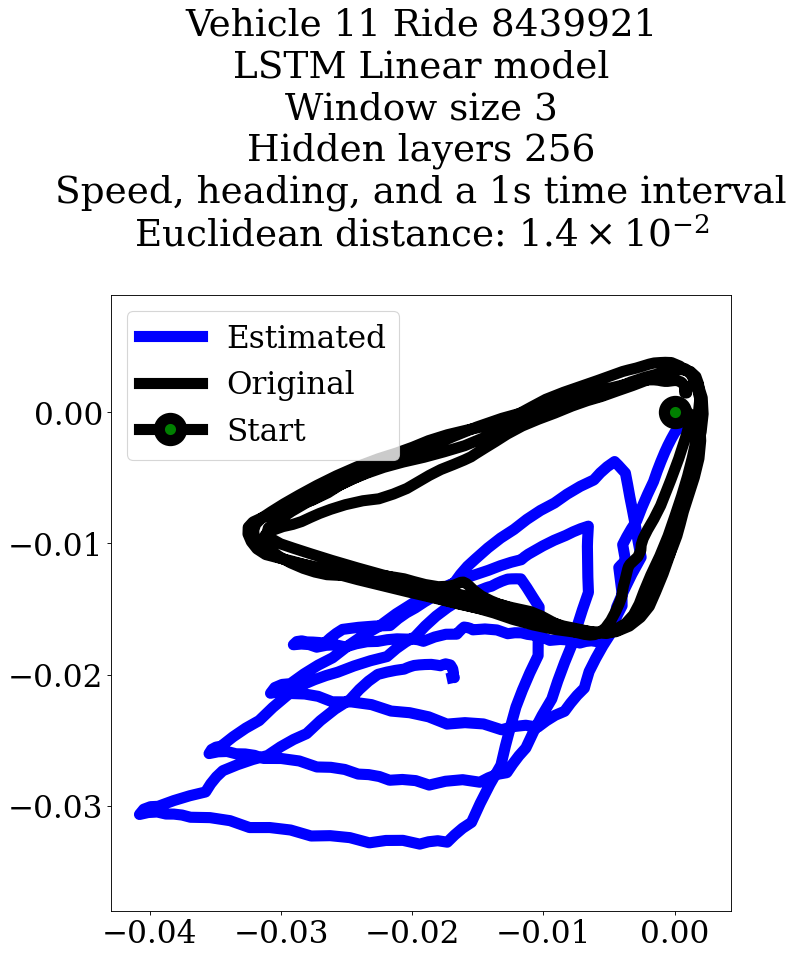 Vehicle 11 Ride 8439921
LSTM Linear model
Window size 3
Hidden layers 256
Speed, heading, and a 1s time interval
Euclidean distance: 1.4 × 10⁻²
Estimated
Original
Start
0.00
−0.01
−0.02
−0.03
−0.04 −0.03 −0.02 −0.01 0.00